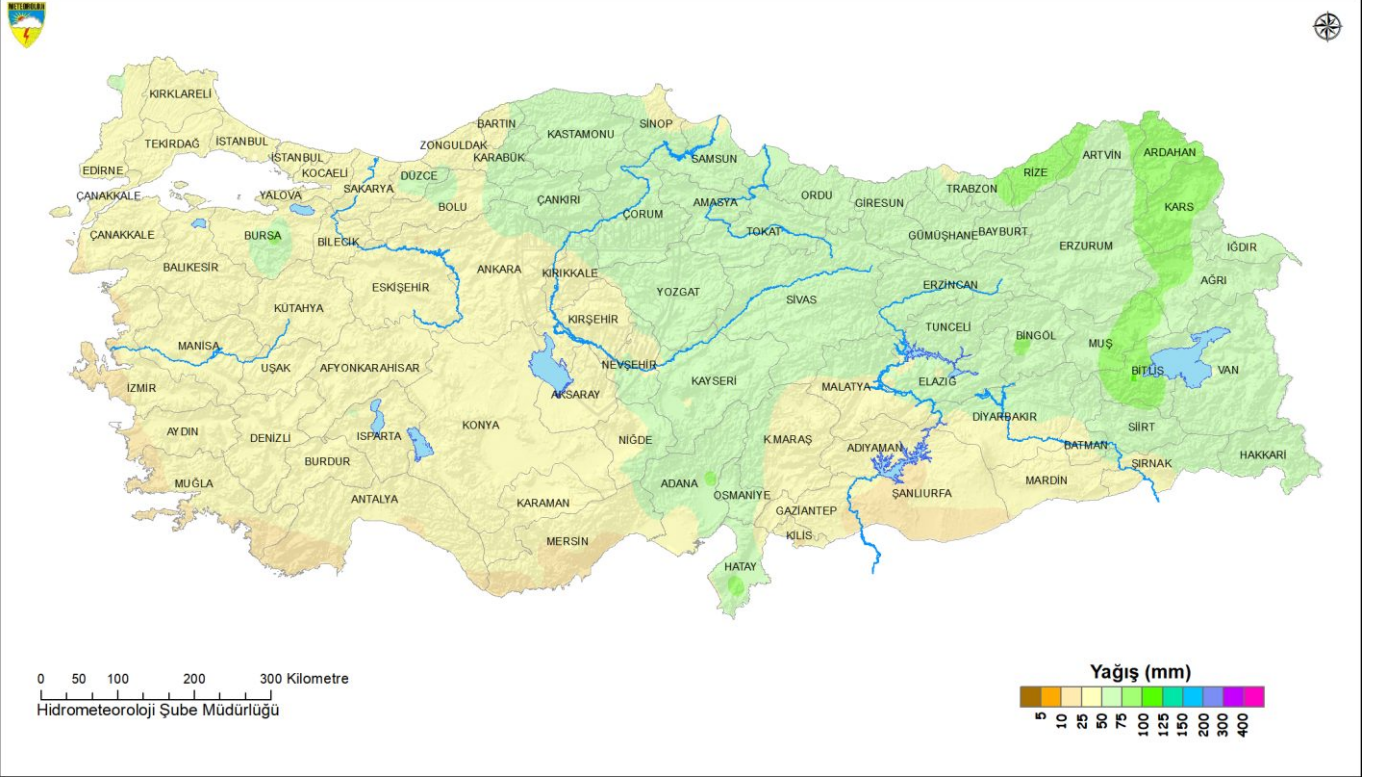 METEOROLOJİ
KIRKLARELİ
TEKİRDAĞ
İSTANBUL
İSTANBUL
EDİRNE
KOCAELİ
ÇANAKKALE
YALOVA
SAKARYA
DÜZCE
ZONGULDAK
BARTIN
KARABÜK
KASTAMONU
SİNOP
SAMSUN
BOLU
ÇANKIRI
ÇORUM
AMASYA
ORDU
GİRESUN
TRABZON
RİZE
ARTVİN
ARDAHAN
KARS
TOKAT
GÜMÜŞHANE
BAYBURT
ERZURUM
IĞDIR
AĞRI
ÇANAKKALE
BURSA
BİLECİK
BALIKESİR
ESKİŞEHİR
ANKARA
KIRIKKALE
YOZGAT
SİVAS
ERZİNCAN
KÜTAHYA
KIRŞEHİR
TUNCELİ
BİNGÖL
MUŞ
MANİSA
UŞAK
AFYONKARAHİSAR
NEVŞEHİR
KAYSERİ
MALATYA
ELAZIĞ
BİTLİS
VAN
İZMİR
AKSARAY
DİYARBAKIR
AYDIN
DENİZLİ
ISPARTA
KONYA
NİĞDE
K.MARAŞ
ADIYAMAN
BATMAN
SİİRT
HAKKARİ
BURDUR
ŞIRNAK
MUĞLA
ANTALYA
KARAMAN
ADANA
OSMANİYE
ŞANLIURFA
MARDİN
GAZİANTEP
MERSİN
KİLİS
HATAY
0 50 100 200 300 Kilometre
Hidrometeoroloji Şube Müdürlüğü
Yağış (mm)
5 10 25 50 75 100 125 150 200 300 400